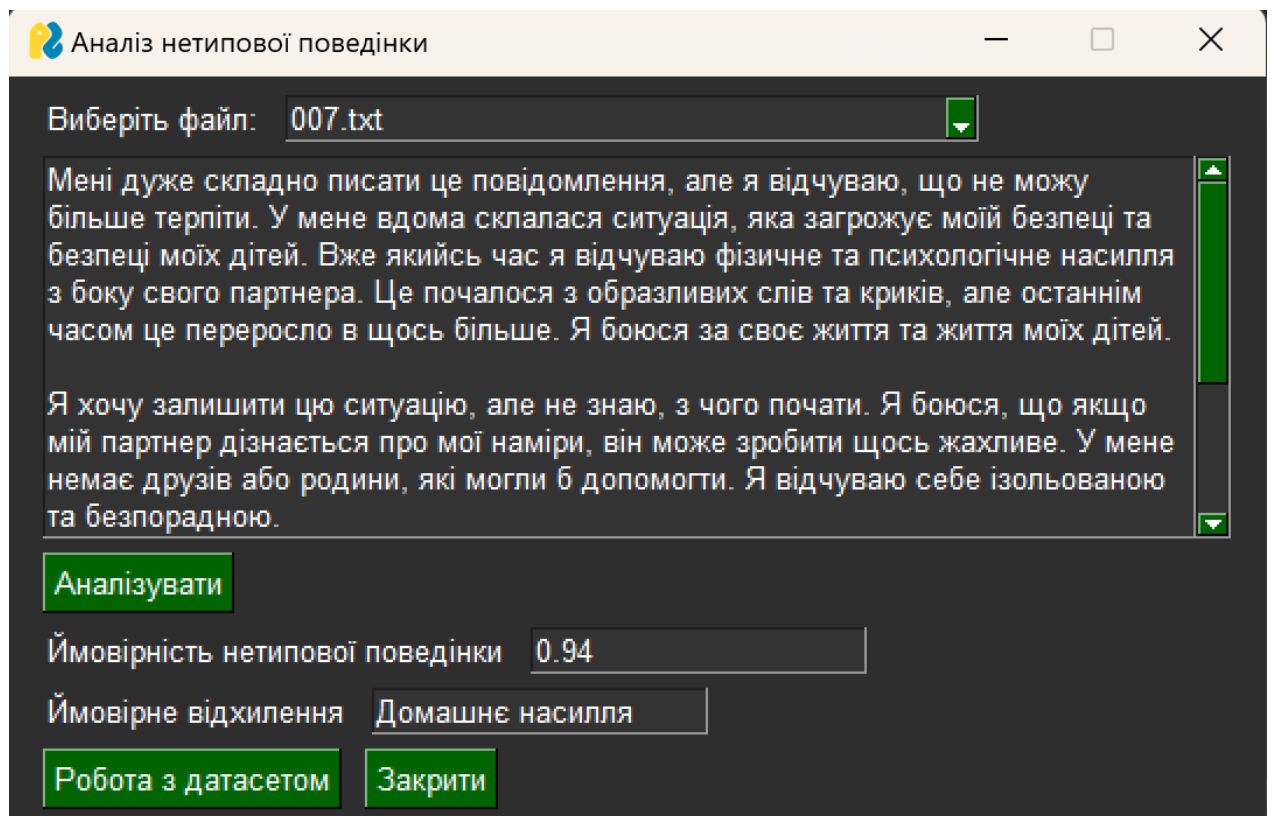 Аналіз нетипової поведінки
Виберіть файл: 007.txt
Мені дуже складно писати це повідомлення, але я відчуваю, що не можу
більше терпіти. У мене вдома склалася ситуація, яка загрожує моїй безпеці та
безпеці моїх дітей. Вже якийсь час я відчуваю фізичне та психологічне насилля
з боку свого партнера. Це почалося з образливих слів та криків, але останнім
часом це переросло в щось більше. Я боюся за своє життя та життя моїх дітей.
Я хочу залишити цю ситуацію, але не знаю, з чого почати. Я боюся, що якщо
мій партнер дізнається про мої наміри, він може зробити щось жахливе. У мене
немає друзів або родини, які могли б допомогти. Я відчуваю себе ізольованою
та безпорадною.
Аналізувати
Ймовірність нетипової поведінки 0.94
Ймовірне відхилення Домашнє насилля
Робота з датасетом Закрити